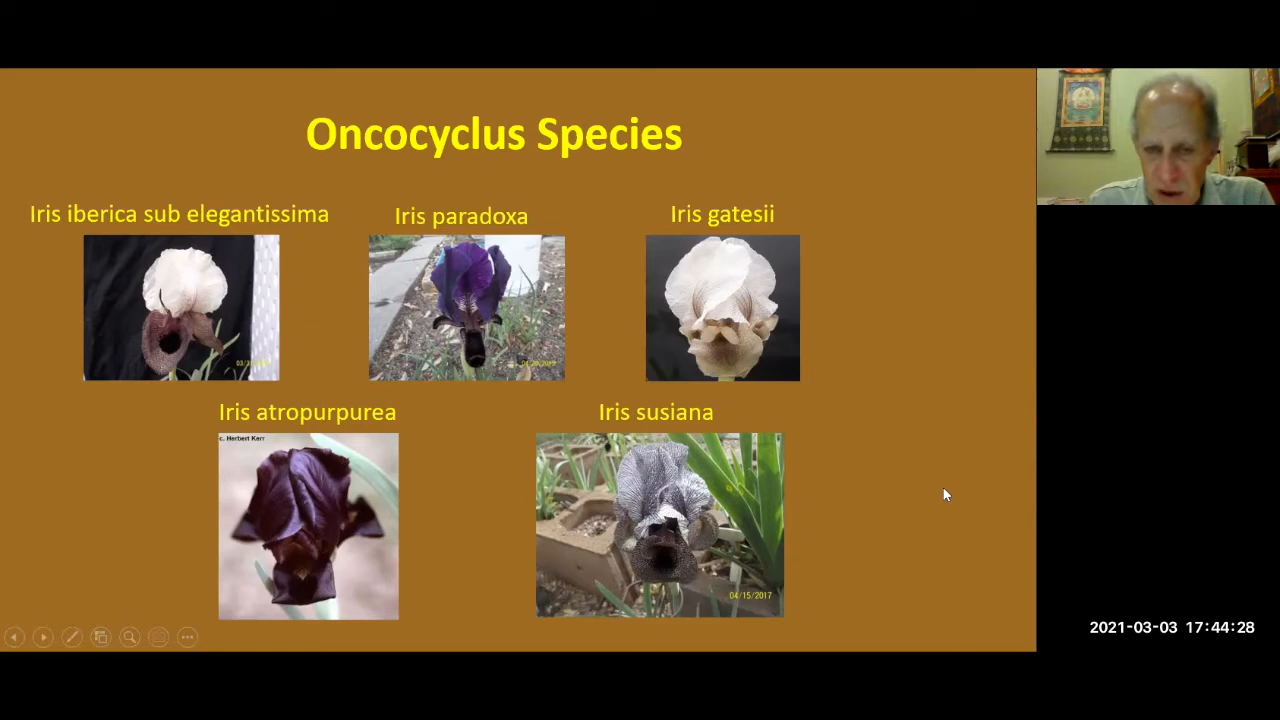 Oncocyclus Species
Iris iberica sub elegantissima
Iris paradoxa
Iris gatesii
Iris atropurpurea
c. Herbert Kerr
Iris susiana
04/15/2017
2021-03-03 17:44:28